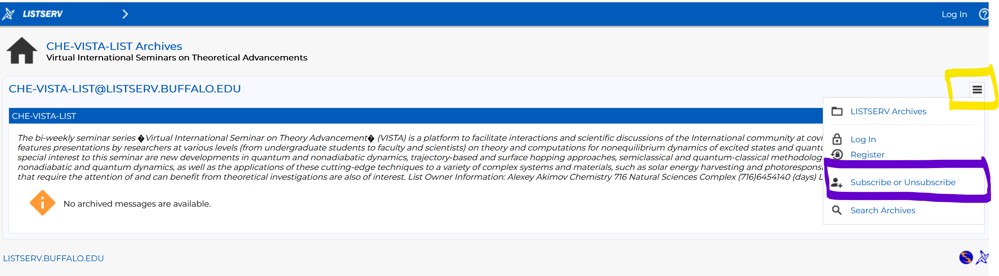 LISTSERV
Log In
CHE-VISTA-LIST Archives
Virtual International Seminars on Theoretical Advancements
CHE-VISTA-LIST@LISTSERV.BUFFALO.EDU
CHE-VISTA-LIST
The bi-weekly seminar series �Virtual International Seminar on Theory Advancement� (VISTA) is a platform to facilitate interactions and scientific discussions of the International community at covi
features presentations by researchers at various levels (from undergraduate students to faculty and scientists) on theory and computations for nonequilibrium dynamics of excited states and quantu
special interest to this seminar are new developments in quantum and nonadiabatic dynamics, trajectory-based and surface hopping approaches, semiclassical and quantum-classical methodolog
nonadiabatic and quantum dynamics, as well as the applications of these cutting-edge techniques to a variety of complex systems and materials, such as solar energy harvesting and photorespons
that require the attention of and can benefit from theoretical investigations are also of interest. List Owner Information: Alexey Akimov Chemistry 716 Natural Sciences Complex (716)6454140 (days) L
No archived messages are available.
LISTSERV Archives
Log In
Register
Subscribe or Unsubscribe
Search Archives
LISTSERV.BUFFALO.EDU